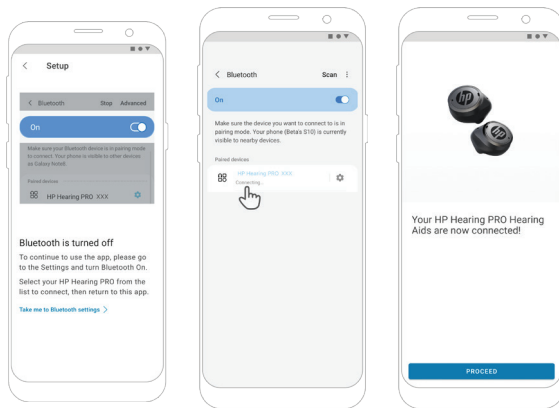 Setup
Bluetooth Stop Advanced
On
Make sure your Bluetooth device is in pairing mode
to connect. Your phone is visible to other devices
as Galaxy Note8.
Paired devices
HP Hearing PRO XXX
Bluetooth is turned off
To continue to use the app, please go
to the Settings and turn Bluetooth On.
Select your HP Hearing PRO from the
list to connect, then return to this app.
Take me to Bluetooth settings
Bluetooth Scan
On
Make sure the device you want to connect to is in
pairing mode. Your phone (Beta's S10) is currently
visible to nearby devices.
Paired devices
HP Hearing PRO XXX
Connecting...
hp
hp
Your HP Hearing PRO Hearing
Aids are now connected!
PROCEED